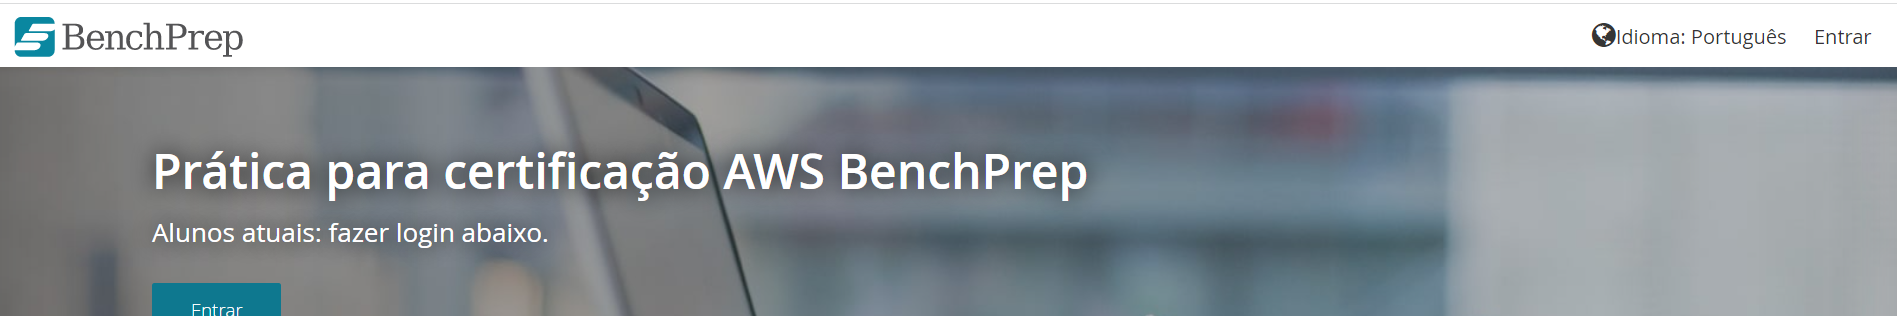 BenchPrep
Idioma: Português
Entrar
Prática para certificação AWS BenchPrep
Alunos atuais: fazer login abaixo.
Entrar